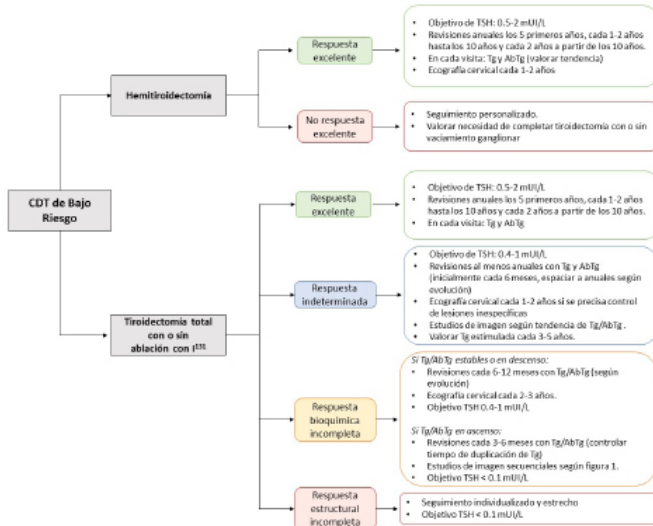 • Objetivo de TSH: 0.5-2 mUI/L
• Revisiones anuales los 5 primeros años, cada 1-2 años
hasta los 10 años y cada 2 años a partir de los 10 años.
• En cada visita: Tg y AbTg (valorar tendencia)
• Ecografía cervical cada 1-2 años
Respuesta
excelente
Hemitiroidectomía
No respuesta
excelente
• Seguimiento personalizado.
• Valorar necesidad de completar tiroidectomía con o sin
vaciamiento ganglionar
CDT de Bajo
Riesgo
Respuesta
excelente
• Objetivo de TSH: 0.5-2 mUI/L
• Revisiones anuales los 5 primeros años, cada 1-2 años
hasta los 10 años y cada 2 años a partir de los 10 años.
• En cada visita: Tg y AbTg
Tiroidectomía total
con o sin
ablación con I131
Respuesta
indeterminada
• Objetivo de TSH: 0.4-1 mUI/L
• Revisiones al menos anuales con Tg y AbTg
(inicialmente cada 6 meses, espaciar a anuales según
evolución)
• Ecografía cervical cada 1-2 años si se precisa control
de lesiones inespecíficas
• Estudios de imagen según tendencia de Tg/AbTg .
• Valorar Tg estimulada cada 3-5 años.
Respuesta
bioquímica
incompleta
Si Tg/AbTg estables o en descenso:
• Revisiones cada 6-12 meses con Tg/AbTg (según
evolución)
• Ecografía cervical cada 2-3 años.
• Objetivo TSH 0.4-1 mUI/L
Si Tg/AbTg en ascenso:
• Revisiones cada 3-6 meses con Tg/AbTg (controlar
tiempo de duplicación de Tg)
• Estudios de imagen secuenciales según figura 1.
• Objetivo TSH < 0.1 mUI/L
Respuesta
estructural
incompleta
• Seguimiento individualizado y estrecho
• Objetivo TSH < 0.1 mUI/L